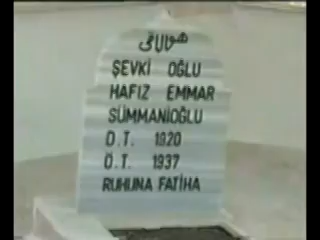 هوالباقى
ŞEVKİ OĞLU
HAFIZ EMMAR
SÜMMANİOĞLU
D.T. 1920
Ö.T. 1937
RUHUNA FATİHA